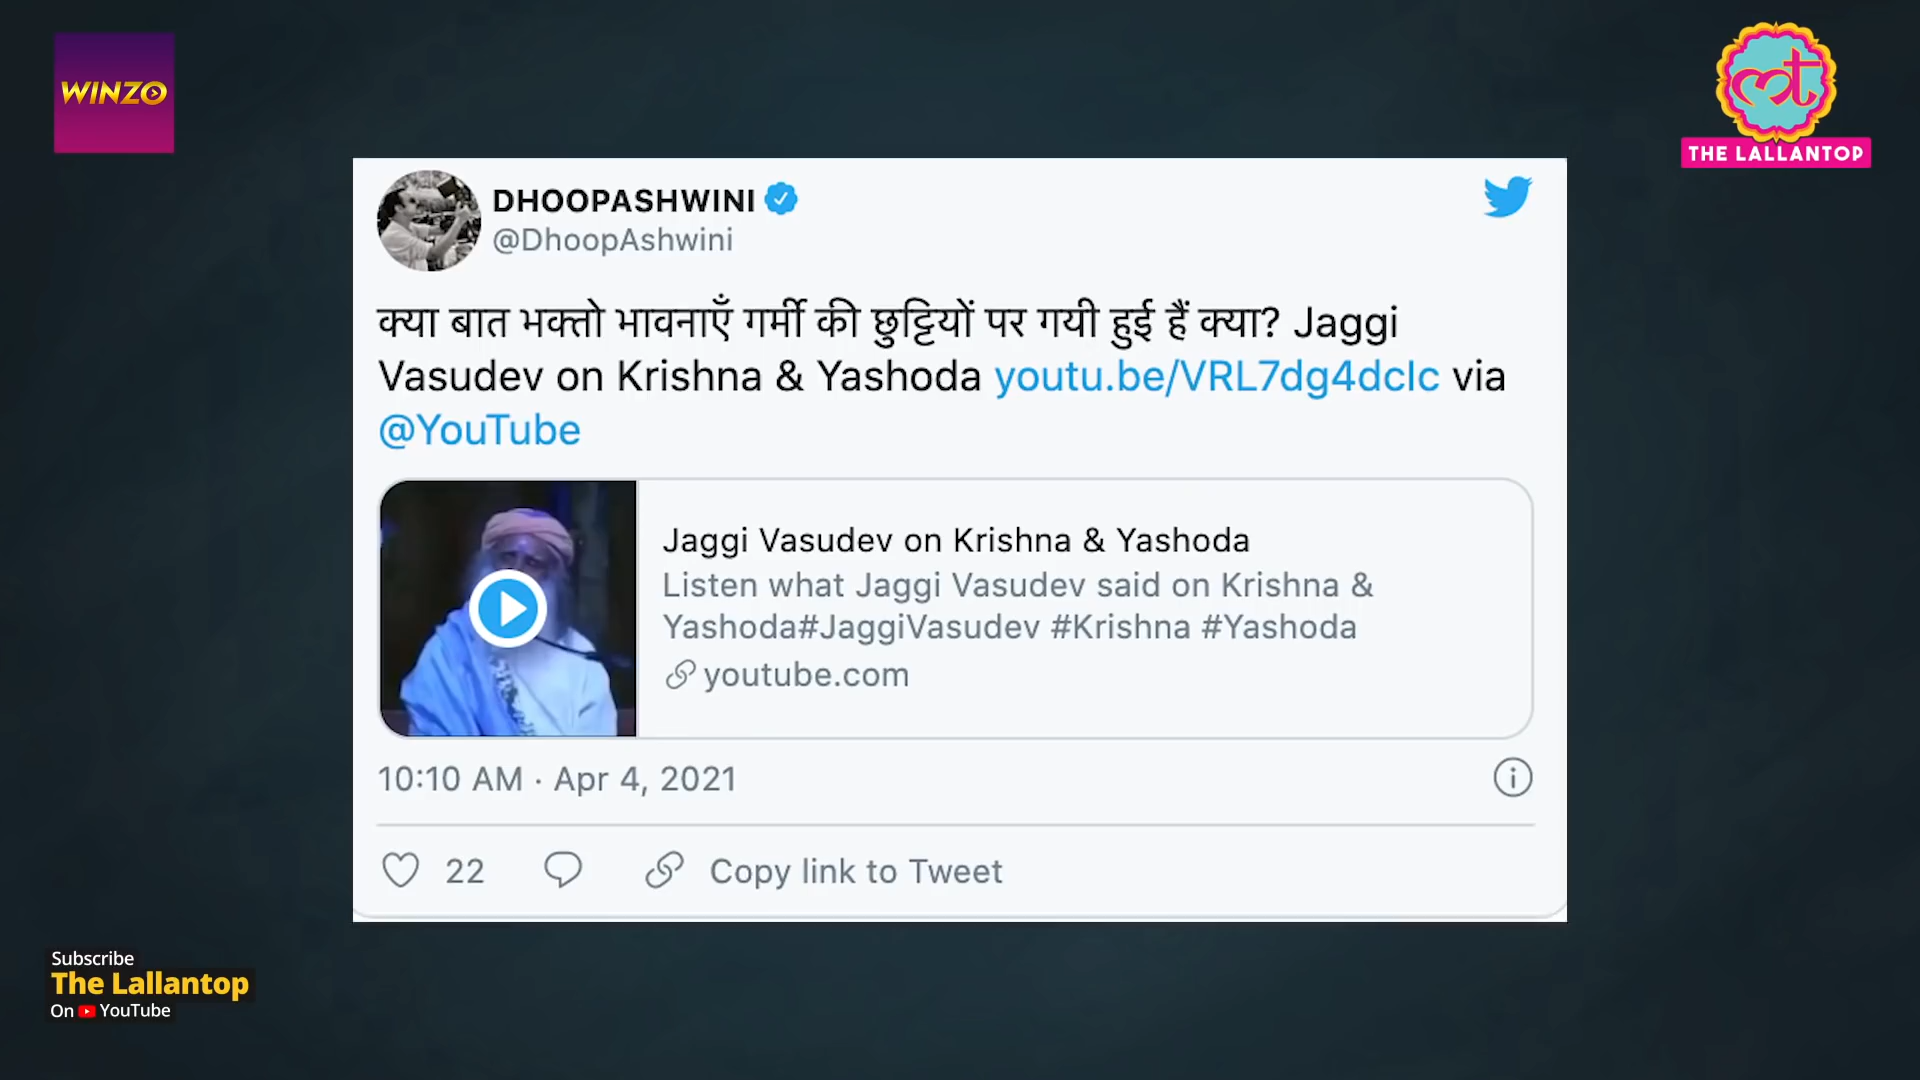 WINZO
THE LALLANTOP
DHOOPASHWINI
@DhoopAshwini
क्या बात भक्तो भावनाएँ गर्मी की छुट्टियों पर गयी हुई हैं क्या? Jaggi
Vasudev on Krishna & Yashoda youtu.be/VRL7dg4dcIc via
@YouTube
Jaggi Vasudev on Krishna & Yashoda
Listen what Jaggi Vasudev said on Krishna &
Yashoda#JaggiVasudev #Krishna #Yashoda
youtube.com
10:10 AM · Apr 4, 2021
22
Copy link to Tweet
Subscribe
The Lallantop
On YouTube